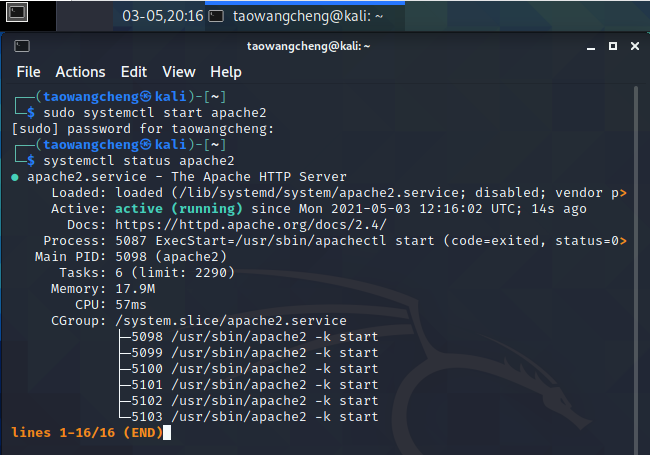 03-05,20:16 taowangcheng@kali: ~
taowangcheng@kali: ~
File Actions Edit View Help
┌──(taowangcheng㉿kali)-[~]
└─$ sudo systemctl start apache2
[sudo] password for taowangcheng:
┌──(taowangcheng㉿kali)-[~]
└─$ systemctl status apache2
● apache2.service - The Apache HTTP Server
     Loaded: loaded (/lib/systemd/system/apache2.service; disabled; vendor p>
     Active: active (running) since Mon 2021-05-03 12:16:02 UTC; 14s ago
       Docs: https://httpd.apache.org/docs/2.4/
    Process: 5087 ExecStart=/usr/sbin/apachectl start (code=exited, status=0>
   Main PID: 5098 (apache2)
      Tasks: 6 (limit: 2290)
     Memory: 17.9M
        CPU: 57ms
     CGroup: /system.slice/apache2.service
             ├─5098 /usr/sbin/apache2 -k start
             ├─5099 /usr/sbin/apache2 -k start
             ├─5100 /usr/sbin/apache2 -k start
             ├─5101 /usr/sbin/apache2 -k start
             ├─5102 /usr/sbin/apache2 -k start
             └─5103 /usr/sbin/apache2 -k start
lines 1-16/16 (END)